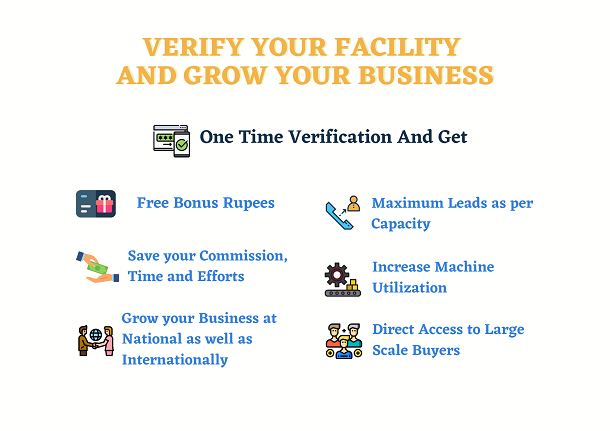 VERIFY YOUR FACILITY
AND GROW YOUR BUSINESS
One Time Verification And Get
Free Bonus Rupees
Save your Commission,
Time and Efforts
Grow your Business at
National as well as
Internationally
Maximum Leads as per
Capacity
Increase Machine
Utilization
Direct Access to Large
Scale Buyers